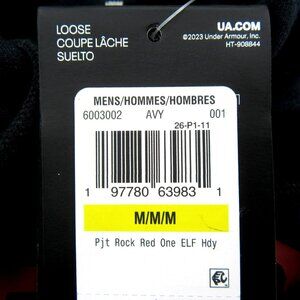 LOOSE
COUPE LÂCHE
SUELTO
UA.COM
©2023 Under Armour, Inc.
HT-908844
MENS/HOMMES/HOMBRES
6003002 AVY 001
26-P1-11
1 97780 63983 1
M/M/M
Pjt Rock Red One ELF Hdy